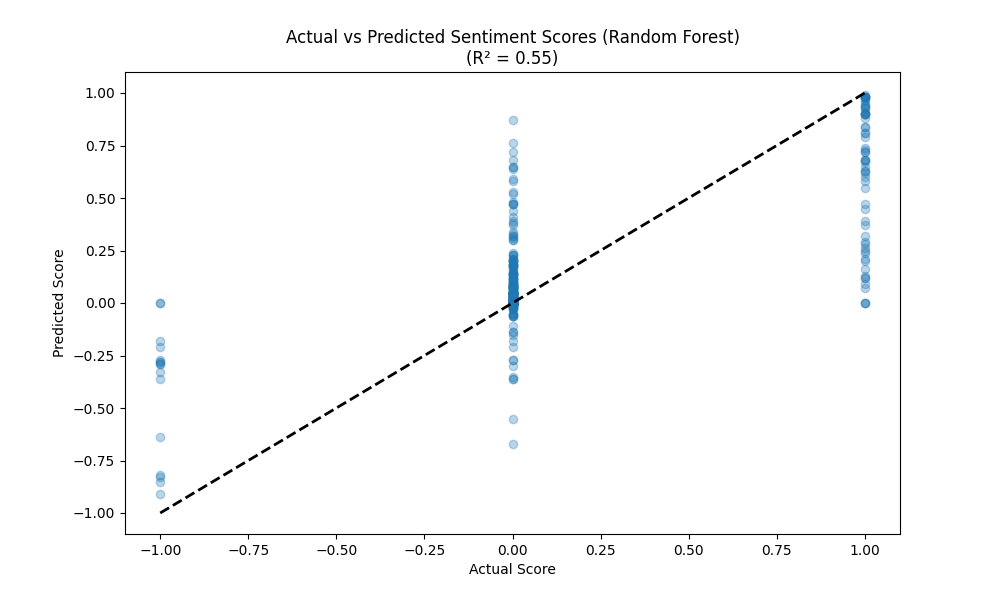 Actual vs Predicted Sentiment Scores (Random Forest)
(R² = 0.55)
1.00
0.75
0.50
0.25
0.00
−0.25
−0.50
−0.75
−1.00
Predicted Score
−1.00 −0.75 −0.50 −0.25 0.00 0.25 0.50 0.75 1.00
Actual Score